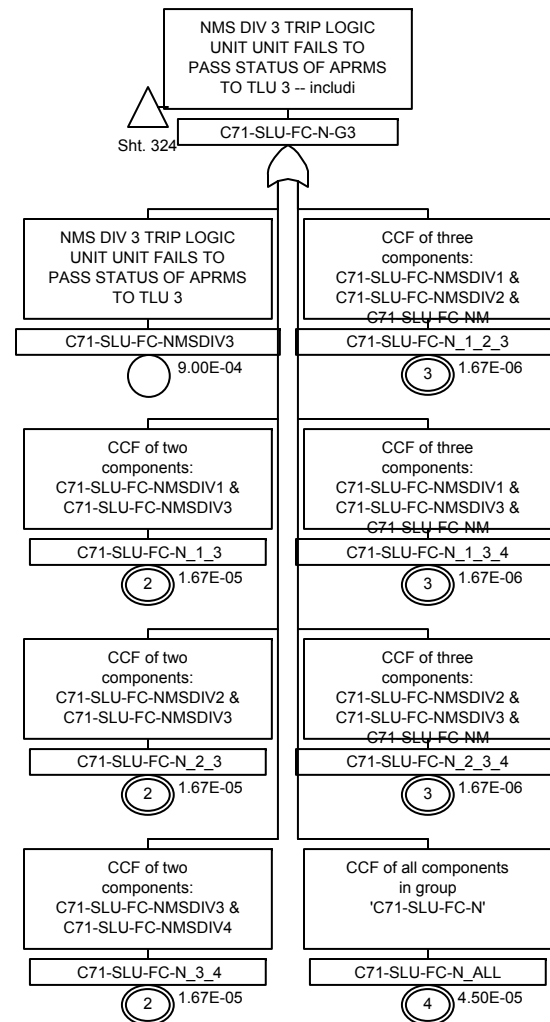 NMS DIV 3 TRIP LOGIC
UNIT UNIT FAILS TO
PASS STATUS OF APRMS
TO TLU 3 -- includi
Sht. 324
C71-SLU-FC-N-G3
NMS DIV 3 TRIP LOGIC
UNIT UNIT FAILS TO
PASS STATUS OF APRMS
TO TLU 3
C71-SLU-FC-NMSDIV3
9.00E-04
CCF of three
components:
C71-SLU-FC-NMSDIV1 &
C71-SLU-FC-NMSDIV2 &
C71-SLU-FC-NM
C71-SLU-FC-N_1_2_3
3
1.67E-06
CCF of two
components:
C71-SLU-FC-NMSDIV1 &
C71-SLU-FC-NMSDIV3
C71-SLU-FC-N_1_3
2
1.67E-05
CCF of three
components:
C71-SLU-FC-NMSDIV1 &
C71-SLU-FC-NMSDIV3 &
C71-SLU-FC-NM
C71-SLU-FC-N_1_3_4
3
1.67E-06
CCF of two
components:
C71-SLU-FC-NMSDIV2 &
C71-SLU-FC-NMSDIV3
C71-SLU-FC-N_2_3
2
1.67E-05
CCF of three
components:
C71-SLU-FC-NMSDIV2 &
C71-SLU-FC-NMSDIV3 &
C71-SLU-FC-NM
C71-SLU-FC-N_2_3_4
3
1.67E-06
CCF of two
components:
C71-SLU-FC-NMSDIV3 &
C71-SLU-FC-NMSDIV4
C71-SLU-FC-N_3_4
2
1.67E-05
CCF of all components
in group
'C71-SLU-FC-N'
C71-SLU-FC-N_ALL
4
4.50E-05